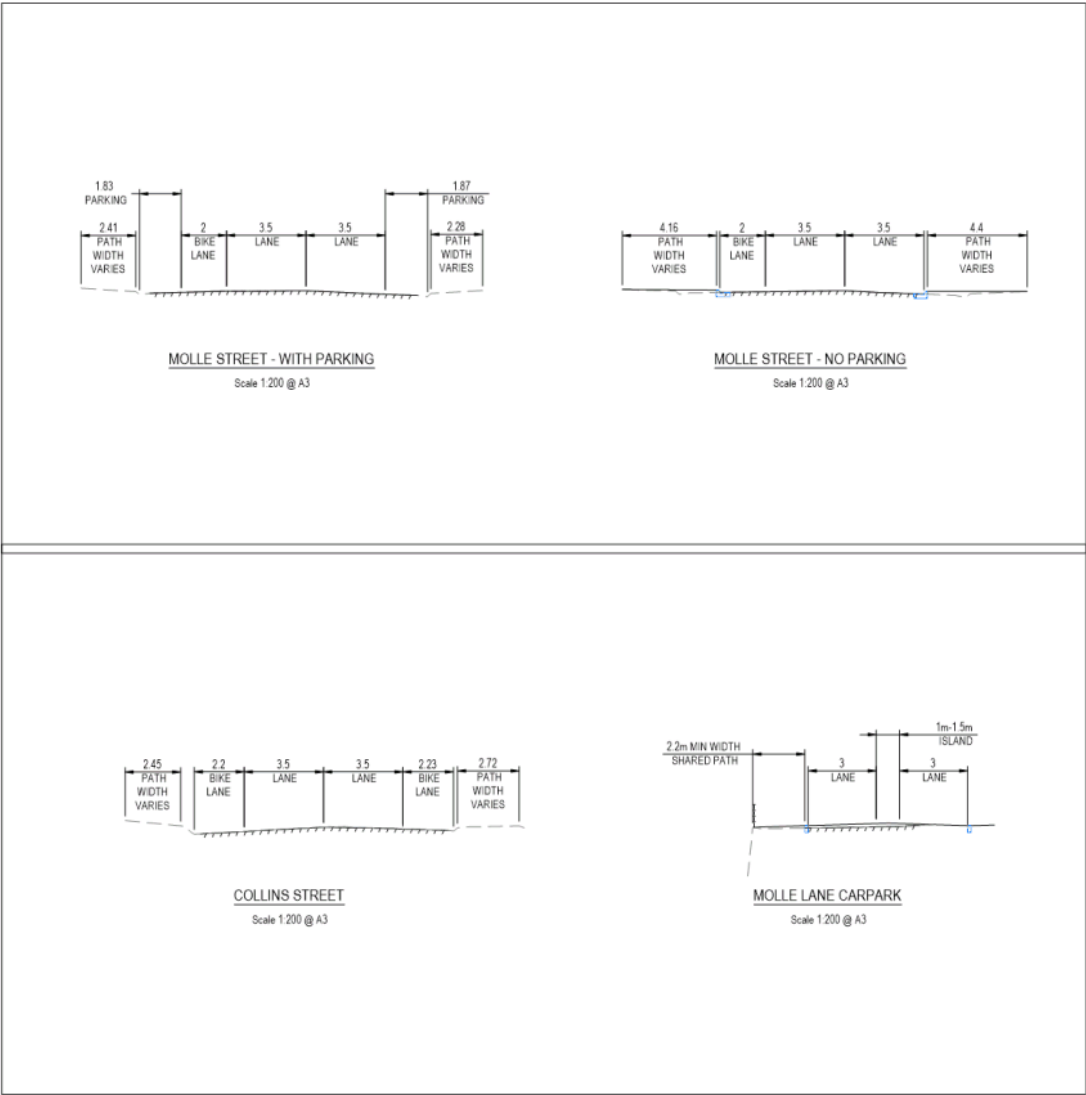 1.83
PARKING
1.87
PARKING
2.41
PATH
WIDTH
VARIES
2
BIKE
LANE
3.5
LANE
3.5
LANE
2.28
PATH
WIDTH
VARIES
MOLLE STREET - WITH PARKING
Scale 1:200 @ A3
4.16
PATH
WIDTH
VARIES
2
BIKE
LANE
3.5
LANE
3.5
LANE
4.4
PATH
WIDTH
VARIES
MOLLE STREET - NO PARKING
Scale 1:200 @ A3
2.45
PATH
WIDTH
VARIES
2.2
BIKE
LANE
3.5
LANE
3.5
LANE
2.23
BIKE
LANE
2.72
PATH
WIDTH
VARIES
COLLINS STREET
Scale 1:200 @ A3
1m-1.5m
ISLAND
2.2m MIN WIDTH
SHARED PATH
3
LANE
3
LANE
MOLLE LANE CARPARK
Scale 1:200 @ A3